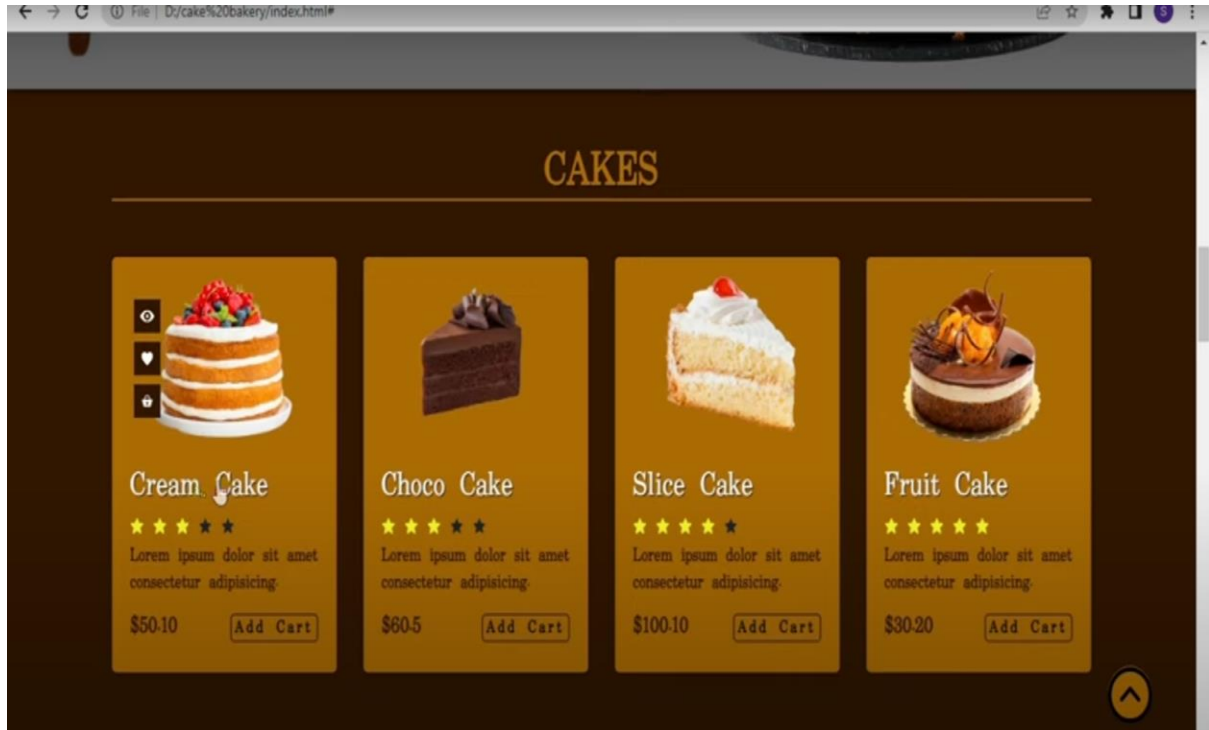 File | D:/cake%20bakery/index.html#
S
CAKES
Cream Cake
Lorem ipsum dolor sit amet
consectetur adipisicing.
$50.10 Add Cart
Choco Cake
Lorem ipsum dolor sit amet
consectetur adipisicing.
$60.5 Add Cart
Slice Cake
Lorem ipsum dolor sit amet
consectetur adipisicing.
$100.10 Add Cart
Fruit Cake
Lorem ipsum dolor sit amet
consectetur adipisicing.
$30.20 Add Cart